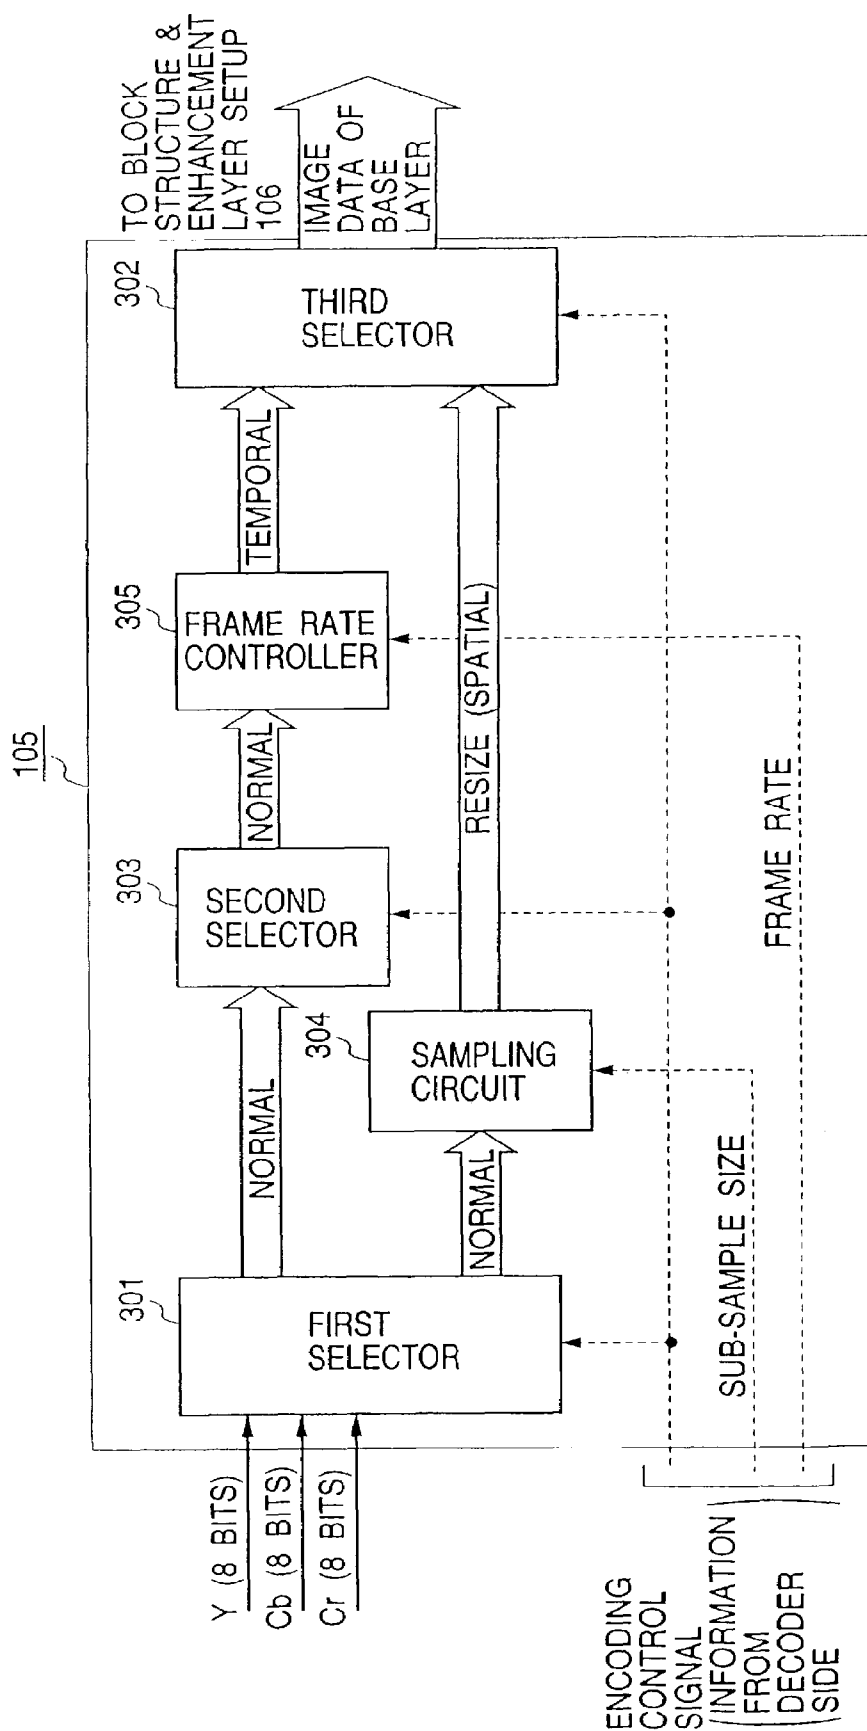 105
Y (8 BITS)
Cb (8 BITS)
Cr (8 BITS)
301
FIRST
SELECTOR
NORMAL
NORMAL
303
SECOND
SELECTOR
304
SAMPLING
CIRCUIT
NORMAL
305
FRAME RATE
CONTROLLER
TEMPORAL
RESIZE (SPATIAL)
302
THIRD
SELECTOR
TO BLOCK
STRUCTURE &
ENHANCEMENT
LAYER SETUP
106
IMAGE
DATA OF
BASE
LAYER
ENCODING
CONTROL
SIGNAL
(INFORMATION
FROM
DECODER
SIDE)
SUB-SAMPLE SIZE
FRAME RATE